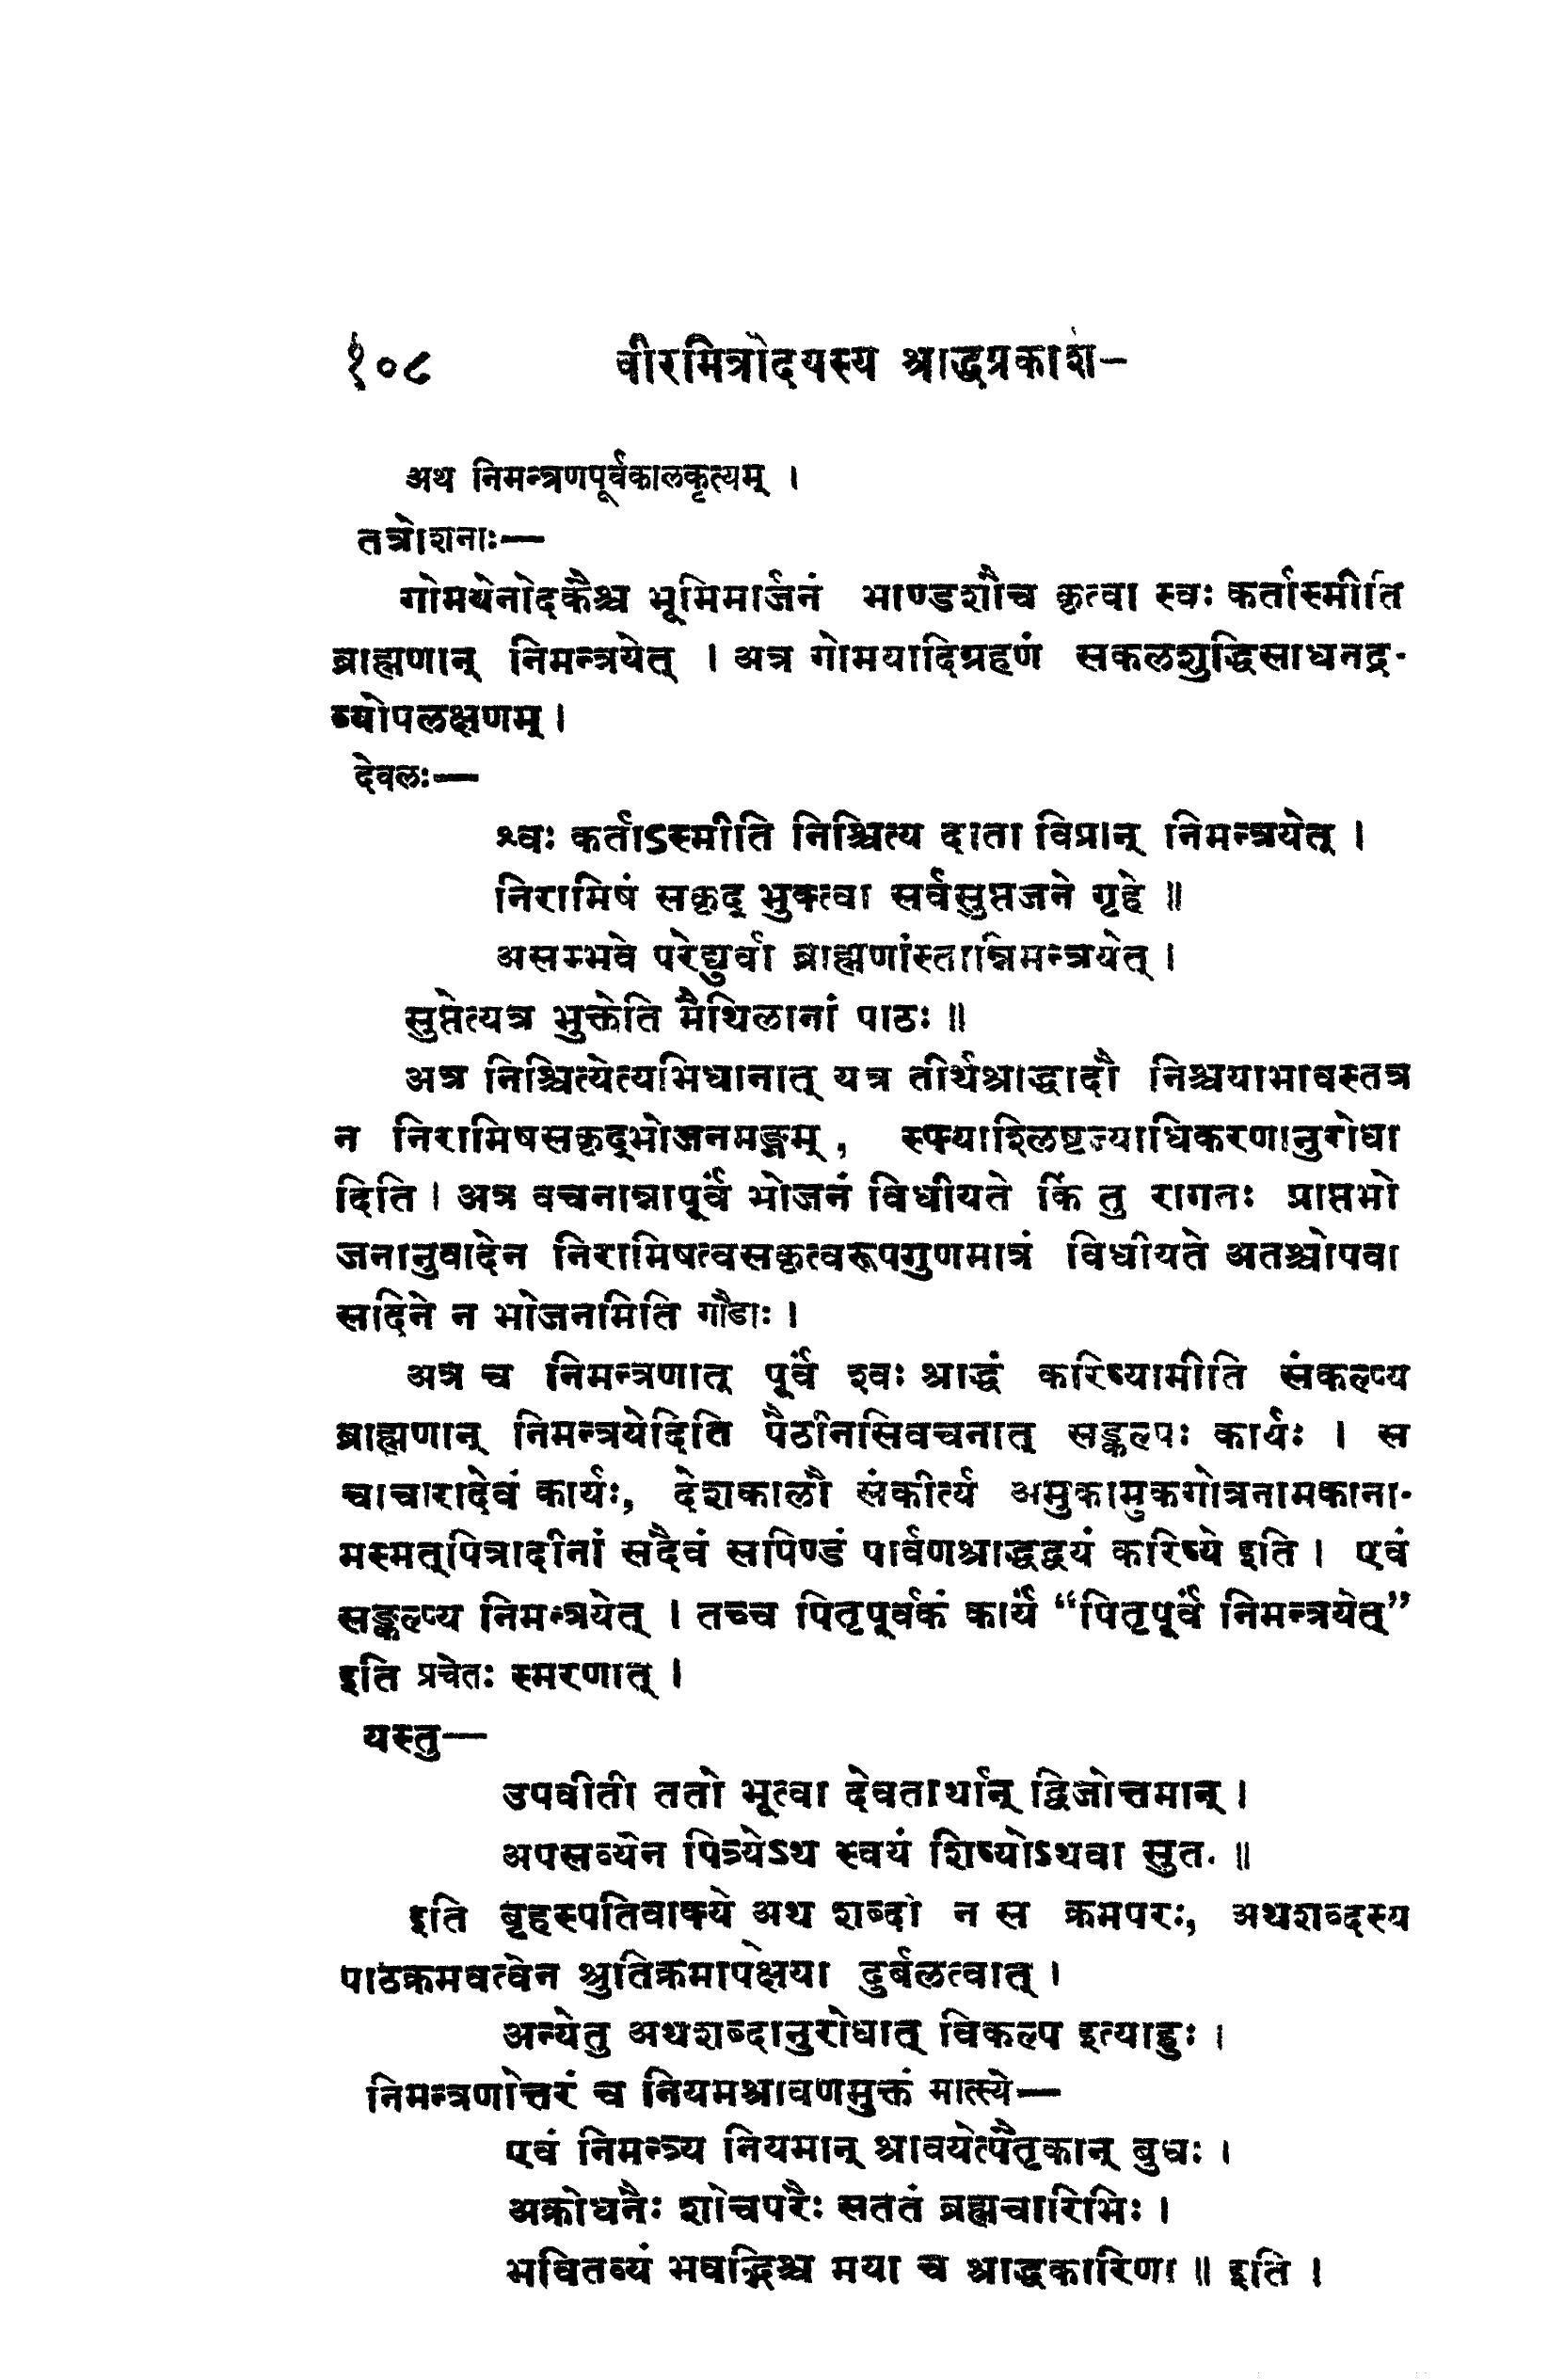 १०८ वीरमित्रोदयस्य श्राद्धप्रकाश-
अथ निमन्त्रणपूर्वकालकृत्यम् ।
तत्रोशनाः—
गोमयेनोदकैश्च भूमिमार्जनं भाण्डशौच कृत्वा स्वः कर्तास्मीति
ब्राह्मणान् निमन्त्रयेत् । अत्र गोमयादिग्रहणं सकलशुद्धिसाधनद्र-
व्योपलक्षणम् ।
देवलः—
श्वः कर्ताऽस्मीति निश्चित्य दाता विप्रान् निमन्त्रयेत् ।
निरामिषं सकृद् भुक्त्वा सर्वसुप्तजने गृहे ॥
असम्भवे परेद्युर्वा ब्राह्मणांस्तान्निमन्त्रयेत् ।
सुप्तेत्यत्र भुक्तेति मैथिलानां पाठः ॥
अत्र निश्चित्येत्यभिधानात् यत्र तीर्थश्राद्धादौ निश्चयाभावस्तत्र
न निरामिषसकृद्भोजनमङ्गम् , स्फ्याश्लिष्टज्याधिकरणानुरोधा
दिति । अत्र वचनान्नापूर्वं भोजनं विधीयते किं तु रागतः प्राप्तभो
जनानुवादेन निरामिषत्वसकृत्वरूपगुणमात्रं विधीयते अतश्चोपवा
सदिने न भोजनमिति गौडाः ।
अत्र च निमन्त्रणात् पूर्वं श्वः श्राद्धं करिष्यामीति संकल्प्य
ब्राह्मणान् निमन्त्रयेदिति पैठीनसिवचनात् सङ्कल्पः कार्यः । स
चाचारादेवं कार्यः, देशकालौ संकीर्त्य अमुकामुकगोत्रनामकाना-
मस्मत्पित्रादीनां सदैवं सपिण्डं पार्वणश्राद्धद्वयं करिष्ये इति । एवं
सङ्कल्प्य निमन्त्रयेत् । तच्च पितृपूर्वकं कार्यं “पितृपूर्वं निमन्त्रयेत्”
इति प्रचेतः स्मरणात् ।
यस्तु—
उपवीती ततो भूत्वा देवतार्थान् द्विजोत्तमान् ।
अपसव्येन पित्र्येऽथ स्वयं शिष्योऽथवा सुत. ॥
इति बृहस्पतिवाक्ये अथ शब्दो न स क्रमपरः, अथशब्दस्य
पाठक्रमवत्वेन श्रुतिक्रमापेक्षया दुर्बलत्वात् ।
अन्येतु अथशब्दानुरोधात् विकल्प इत्याहुः ।
निमन्त्रणोत्तरं च नियमश्रावणमुक्तं मात्स्ये—
एवं निमन्त्र्य नियमान् श्रावयेत्पैतृकान् बुधः ।
अक्रोधनैः शोचपरैः सततं ब्रह्मचारिभिः ।
भवितव्यं भवद्भिश्च मया च श्राद्धकारिणा ॥ इति ।